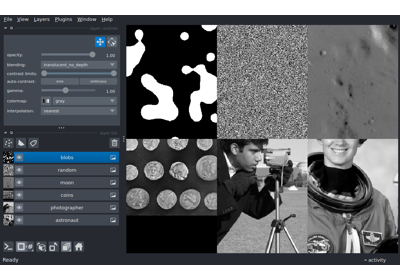 File View Layers Plugins Window Help
opacity: 1.00
blending: translucent_no_depth
contrast limits:
auto-contrast: once continuous
gamma: 1.00
colormap: gray
interpolation: nearest
blobs
random
moon
coins
photographer
astronaut
Ready
activity